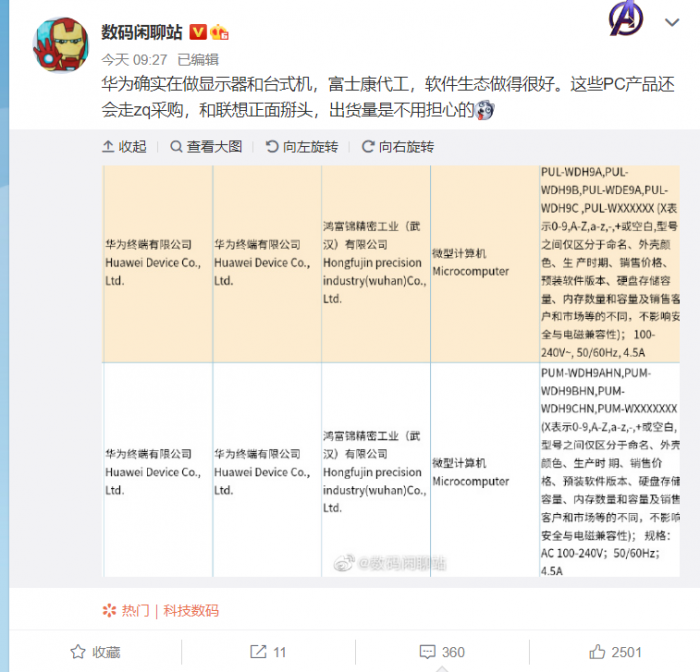 数码闲聊站
今天 09:27 已编辑
华为确实在做显示器和台式机，富士康代工，软件生态做得很好。这些PC产品还
会走zq采购，和联想正面掰头，出货量是不用担心的
收起 查看大图 向左旋转 向右旋转
华为终端有限公司
Huawei Device Co.,
Ltd.
华为终端有限公司
Huawei Device Co.,
Ltd.
鸿富锦精密工业（武
汉）有限公司
Hongfujin precision
industry(wuhan)Co.,
Ltd.
微型计算机
Microcomputer
PUL-WDH9A,PUL-
WDH9B,PUL-WDE9A,PUL-
WDH9C ,PUL-WXXXXXX (X表
示0-9,A-Z,a-z,-,+或空白,型号
之间仅区分于命名、外壳颜
色、生 产时期、销售价格、
预装软件版本、硬盘存储容
量、内存数量和容量及销售客
户和市场等的不同，不影响安
全与电磁兼容性)； 100-
240V~, 50/60Hz, 4.5A
华为终端有限公司
Huawei Device Co.,
Ltd.
华为终端有限公司
Huawei Device Co.,
Ltd.
鸿富锦精密工业（武
汉）有限公司
Hongfujin precision
industry(wuhan)Co.,
Ltd.
微型计算机
Microcomputer
PUM-WDH9AHN,PUM-
WDH9BHN,PUM-
WDH9CHN,PUM-WXXXXXXX
(X表示0-9,A-Z,a-z,-,+或空白,
型号之间仅区分于命名、外壳
颜色、生产时 期、销售价
格、预装软件版本、硬盘存储
容量、内存数量和容量及销售
客户和市场等的不同，不影响
安全与电磁兼容性)； 规格：
AC 100-240V；50/60Hz；
4.5A
@数码闲聊站
热门 | 科技数码
收藏 11 360 2501